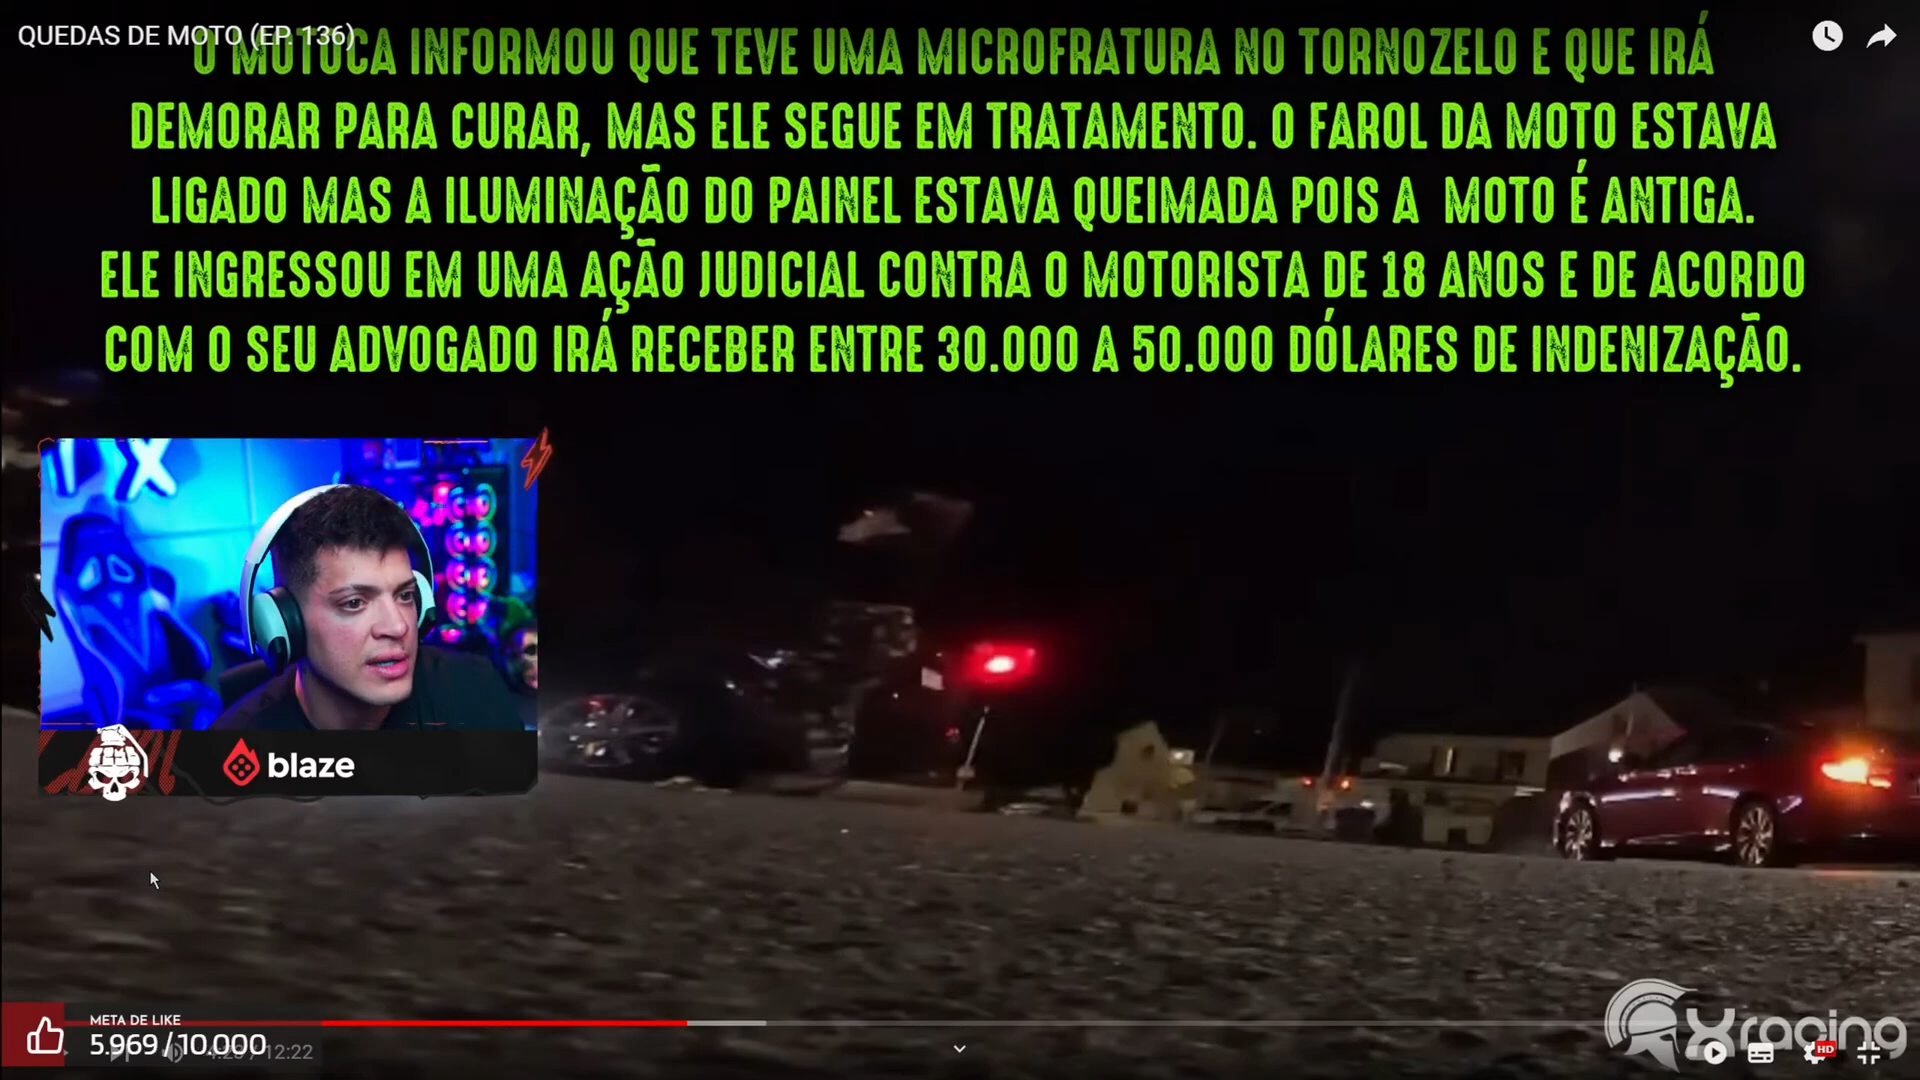 QUEDAS DE MOTO (EP. 136)
O MOTOCA INFORMOU QUE TEVE UMA MICROFRATURA NO TORNOZELO E QUE IRÁ
DEMORAR PARA CURAR, MAS ELE SEGUE EM TRATAMENTO. O FAROL DA MOTO ESTAVA
LIGADO MAS A ILUMINAÇÃO DO PAINEL ESTAVA QUEIMADA POIS A MOTO É ANTIGA.
ELE INGRESSOU EM UMA AÇÃO JUDICIAL CONTRA O MOTORISTA DE 18 ANOS E DE ACORDO
COM O SEU ADVOGADO IRÁ RECEBER ENTRE 30.000 A 50.000 DÓLARES DE INDENIZAÇÃO.
blaze
META DE LIKE
5.969/10.000
12:22
Xracing
HD